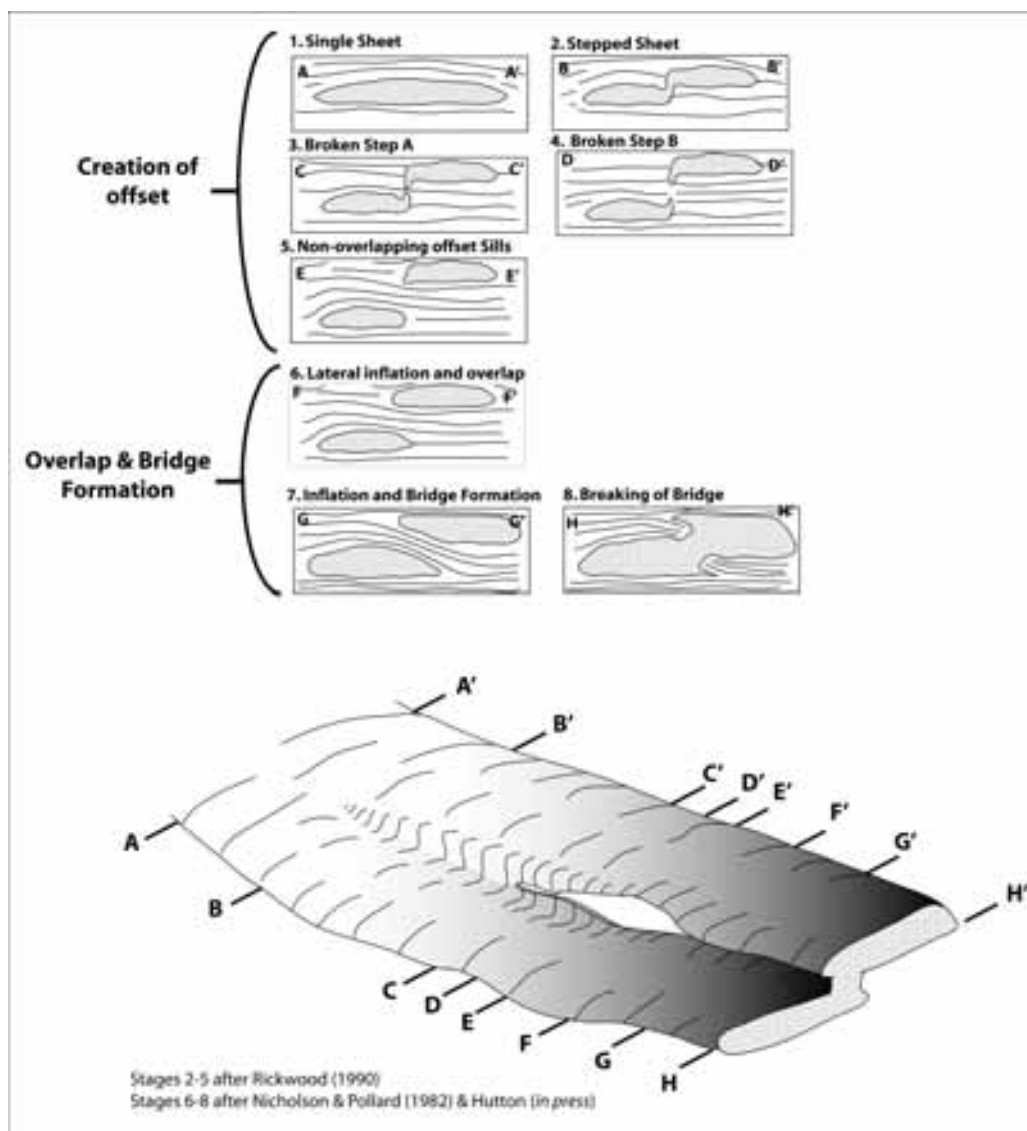 1. Single Sheet
2. Stepped Sheet
A
A'
B
B'
3. Broken Step A
4. Broken Step B
C
C'
D
D'
Creation of
offset
5. Non-overlapping offset Sills
E
E'
6. Lateral inflation and overlap
F
F'
Overlap & Bridge
Formation
7. Inflation and Bridge Formation
8. Breaking of Bridge
G
G'
H
H'
A'
B'
C'
D'
E'
F'
G'
H'
A
B
C
D
E
F
G
H
Stages 2-5 after Rickwood (1990)
Stages 6-8 after Nicholson & Pollard (1982) & Hutton (in press)